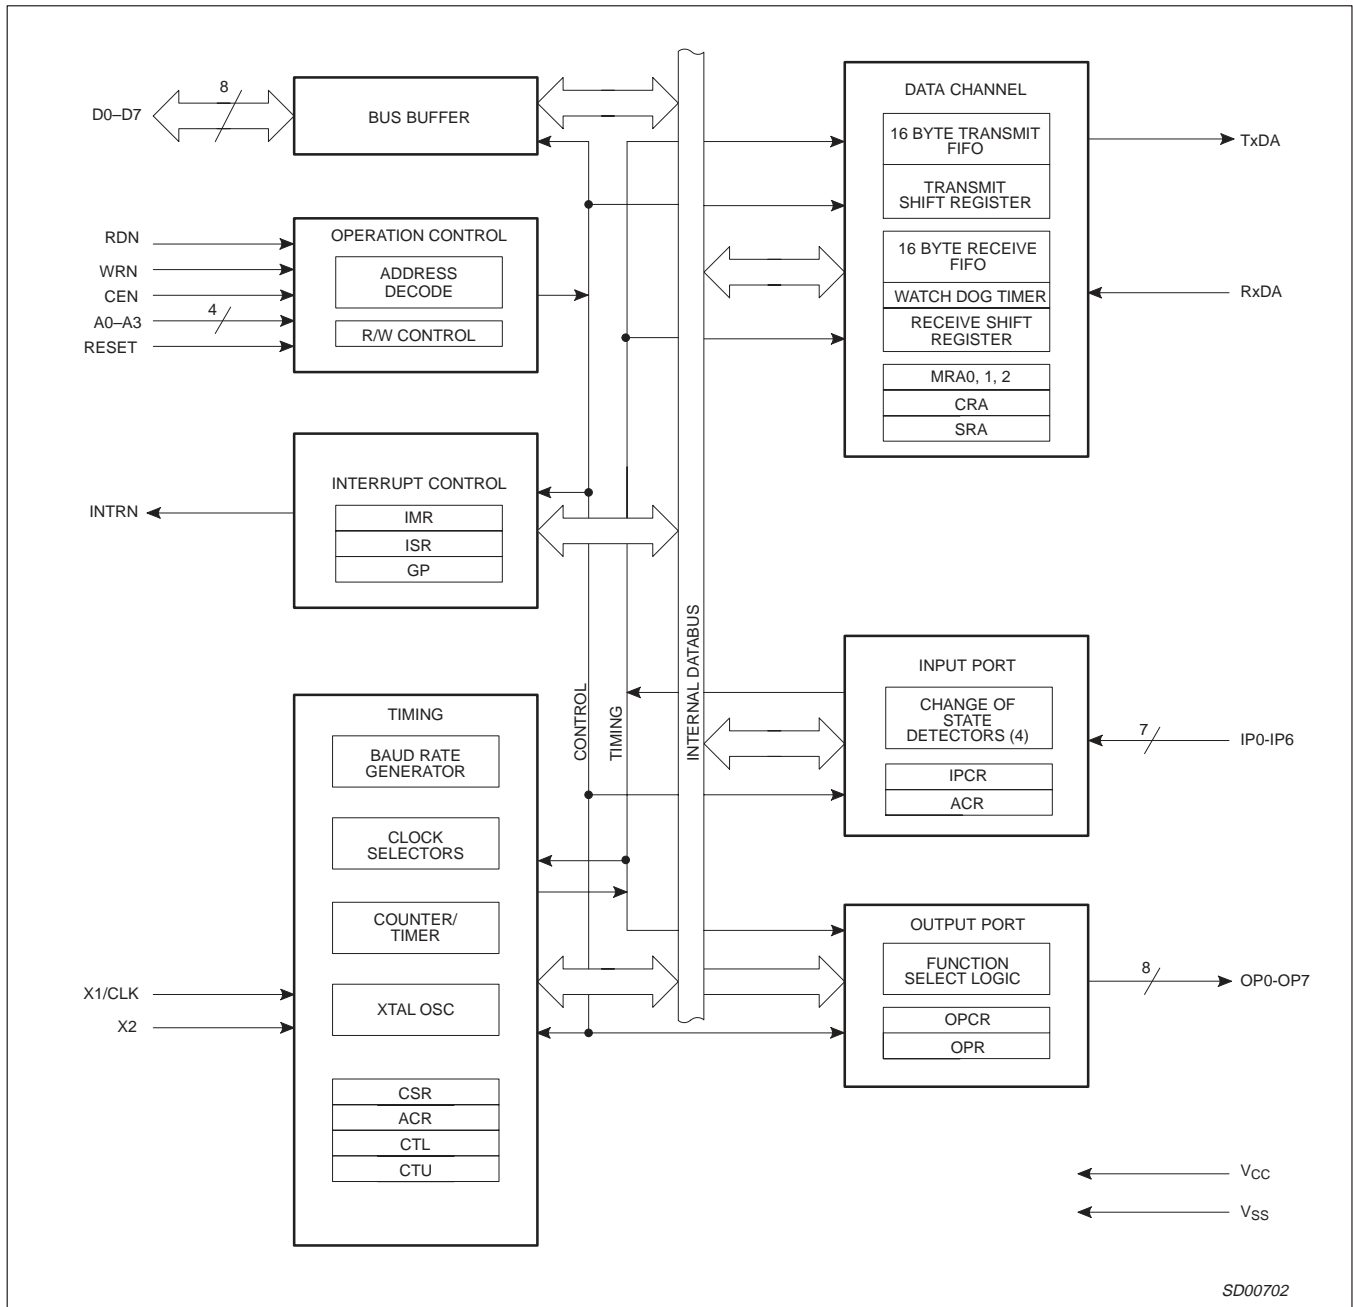 D0–D7
8
BUS BUFFER
RDN
WRN
CEN
A0–A3
4
RESET
OPERATION CONTROL
ADDRESS
DECODE
R/W CONTROL
INTRN
INTERRUPT CONTROL
IMR
ISR
GP
TIMING
BAUD RATE
GENERATOR
CLOCK
SELECTORS
COUNTER/
TIMER
XTAL OSC
CSR
ACR
CTL
CTU
X1/CLK
X2
CONTROL
TIMING
INTERNAL DATABUS
DATA CHANNEL
16 BYTE TRANSMIT
FIFO
TRANSMIT
SHIFT REGISTER
16 BYTE RECEIVE
FIFO
WATCH DOG TIMER
RECEIVE SHIFT
REGISTER
MRA0, 1, 2
CRA
SRA
TxDA
RxDA
INPUT PORT
CHANGE OF
STATE
DETECTORS (4)
IPCR
ACR
7
IP0-IP6
OUTPUT PORT
FUNCTION
SELECT LOGIC
OPCR
OPR
8
OP0-OP7
VCC
VSS
SD00702